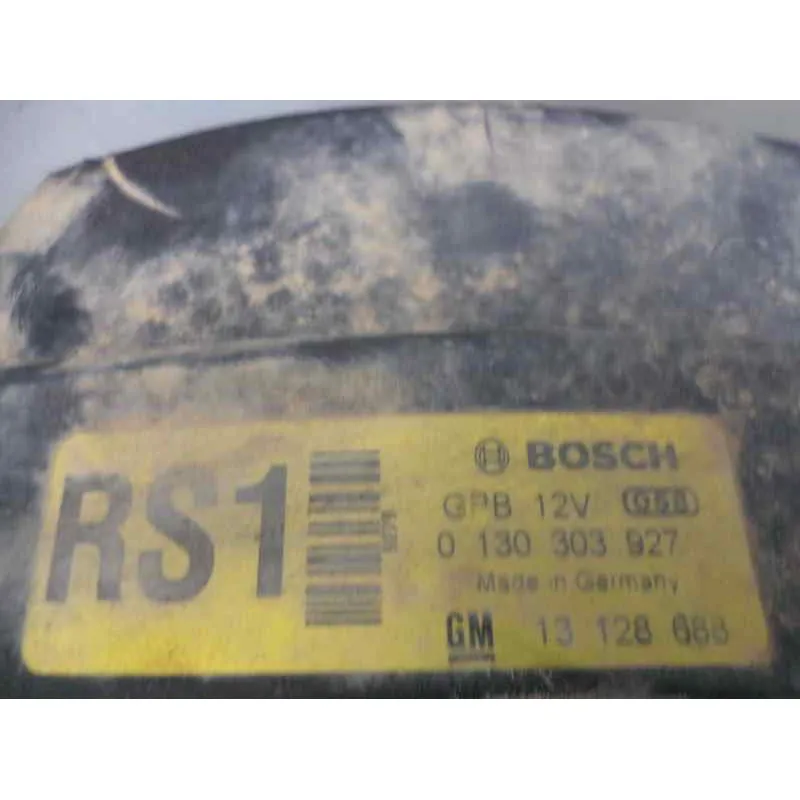 RS1
BOSCH
GPB 12V
0 130 303 927
Made in Germany
GM 13 128 688